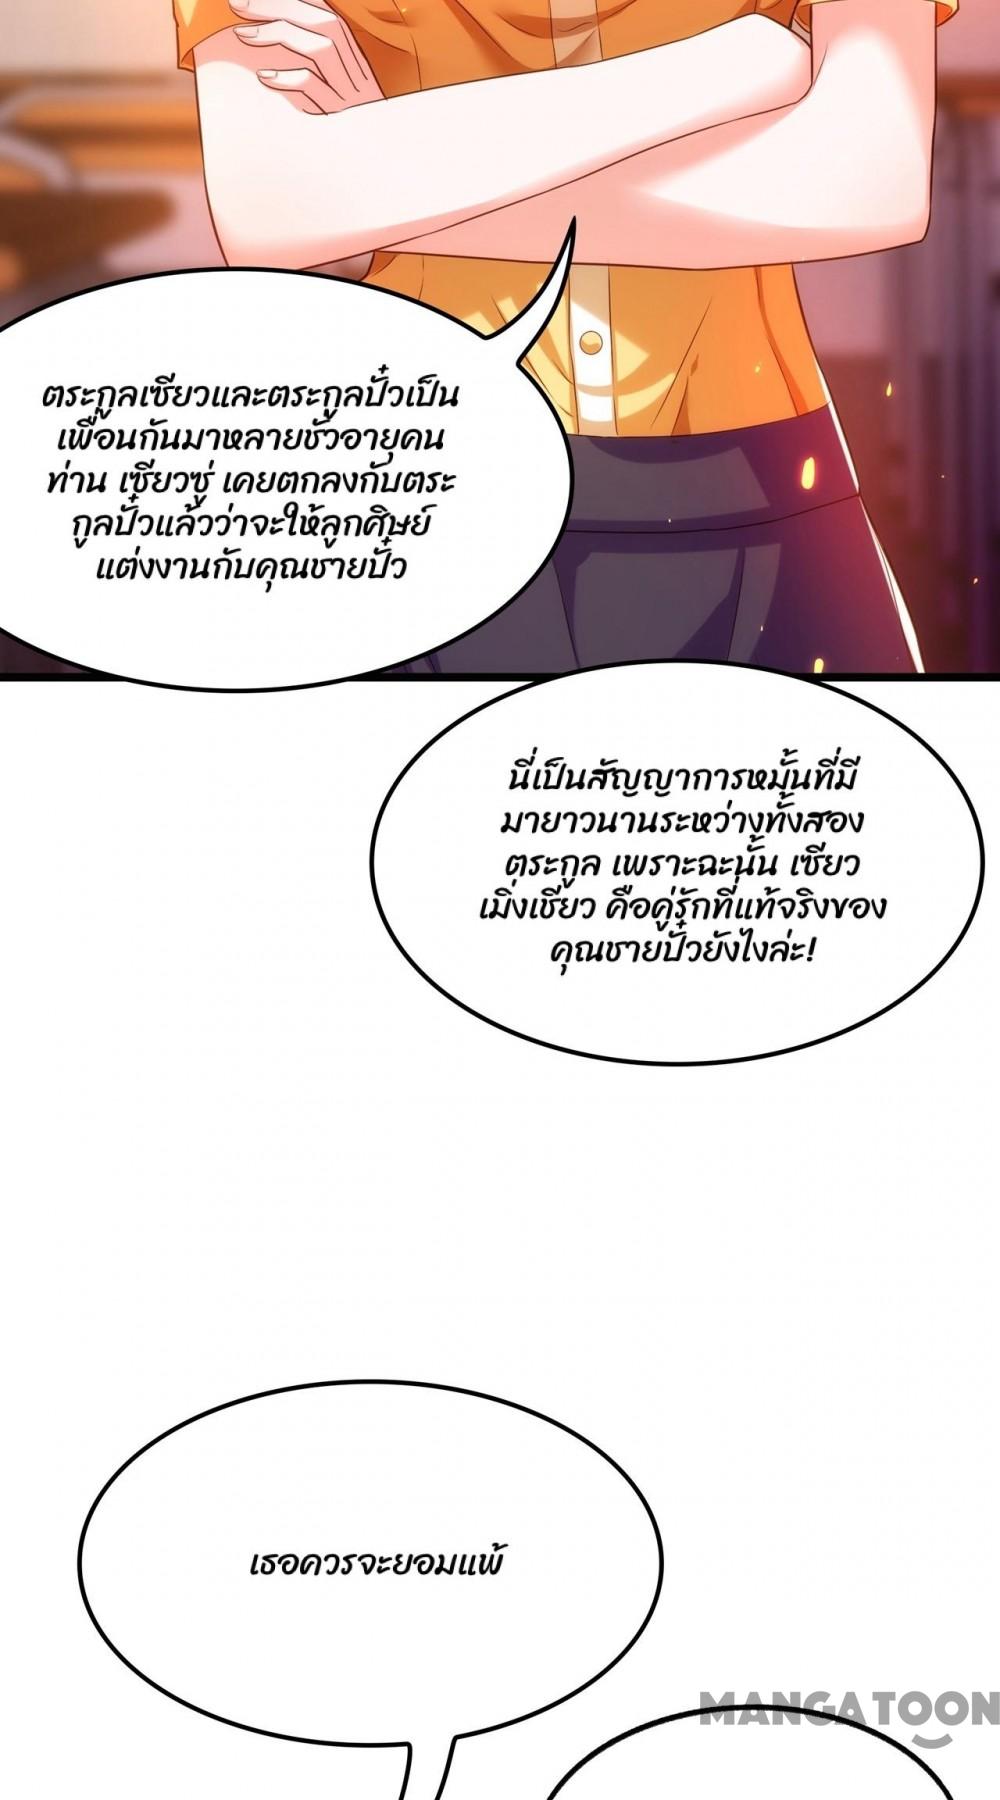 ตระกูลเซียวและตระกูลปั๋วเป็น
เพื่อนกันมาหลายชั่วอายุคน
ท่าน เซียวซู่ เคยตกลงกับตระ
กูลปั๋วแล้วว่าจะให้ลูกศิษย์
แต่งงานกับคุณชายปั๋ว
นี่เป็นสัญญาการหมั้นที่มี
มายาวนานระหว่างทั้งสอง
ตระกูล เพราะฉะนั้น เซียว
เมิ่งเชียว คือคู่รักที่แท้จริงของ
คุณชายปั๋วยังไงล่ะ!
เธอควรจะยอมแพ้
MANGATOON